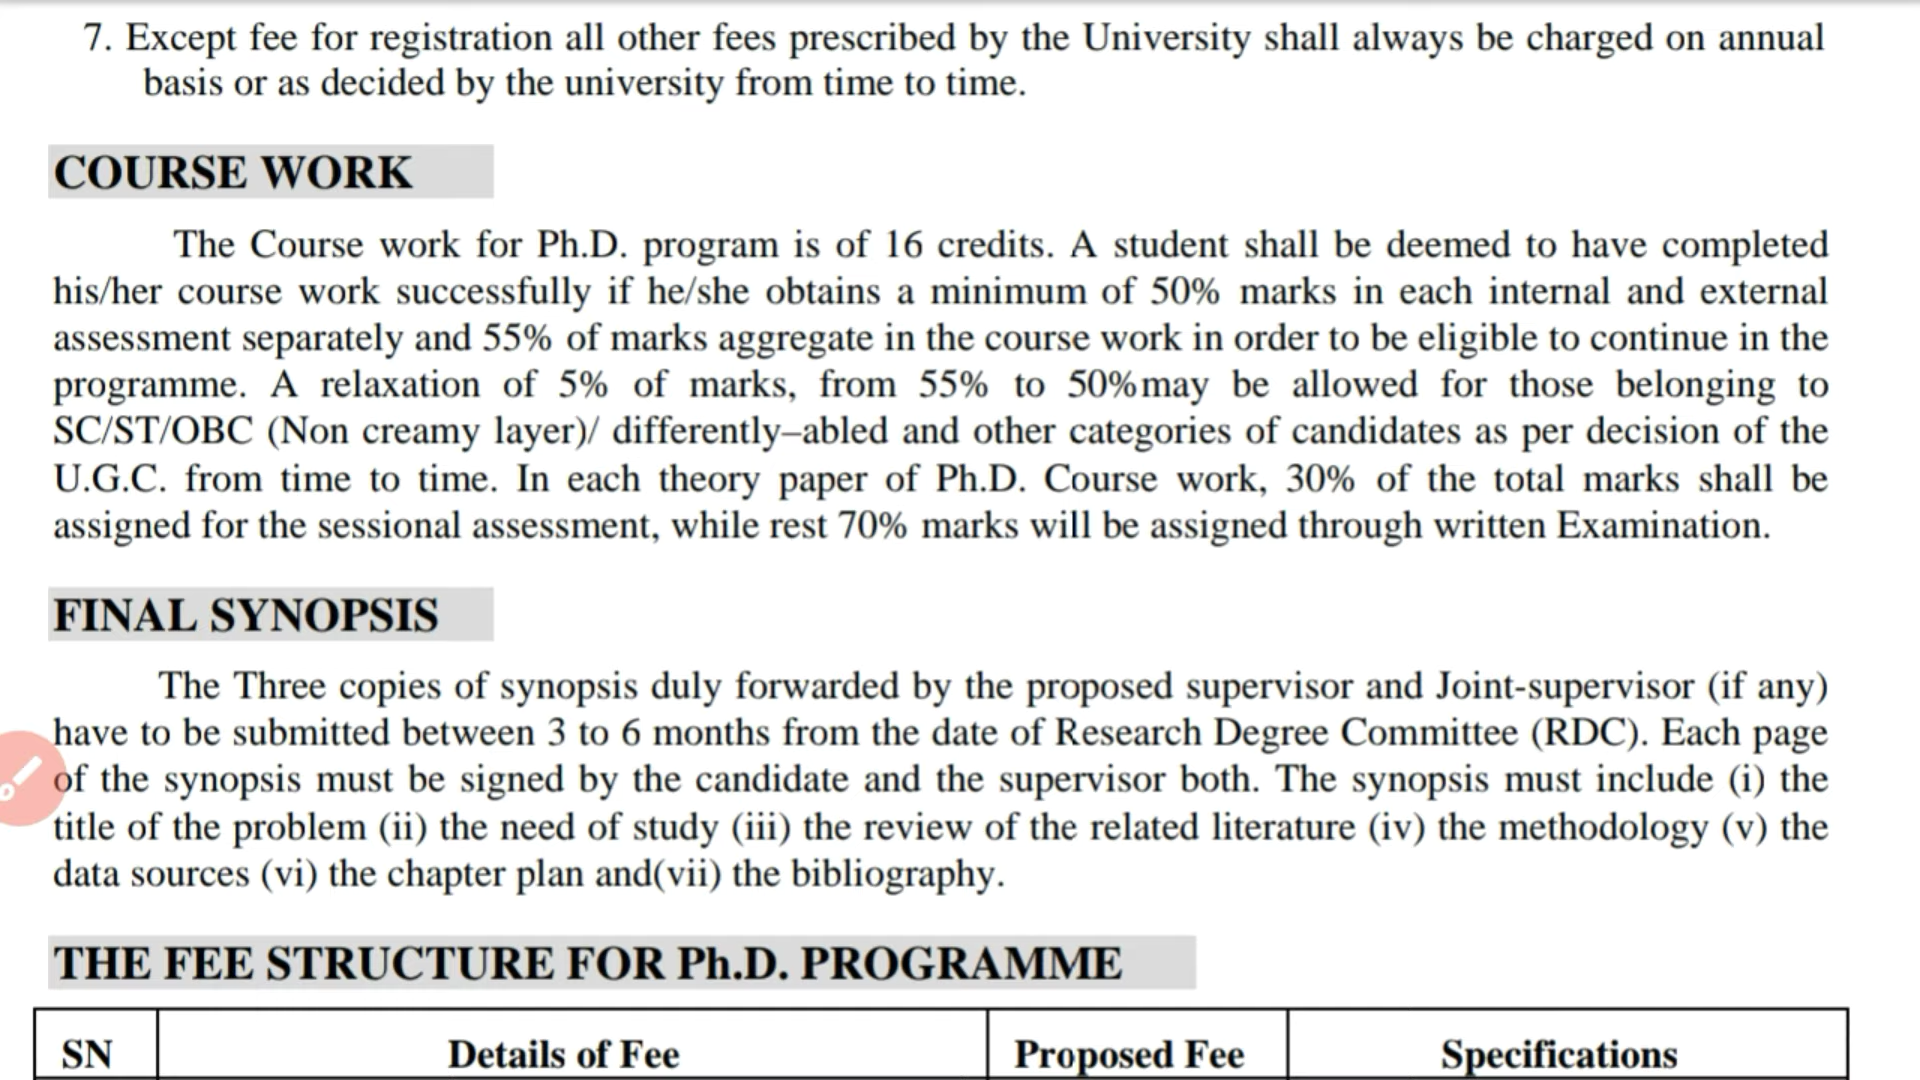 7. Except fee for registration all other fees prescribed by the University shall always be charged on annual
basis or as decided by the university from time to time.
COURSE WORK
The Course work for Ph.D. program is of 16 credits. A student shall be deemed to have completed
his/her course work successfully if he/she obtains a minimum of 50% marks in each internal and external
assessment separately and 55% of marks aggregate in the course work in order to be eligible to continue in the
programme. A relaxation of 5% of marks, from 55% to 50%may be allowed for those belonging to
SC/ST/OBC (Non creamy layer)/ differently–abled and other categories of candidates as per decision of the
U.G.C. from time to time. In each theory paper of Ph.D. Course work, 30% of the total marks shall be
assigned for the sessional assessment, while rest 70% marks will be assigned through written Examination.
FINAL SYNOPSIS
The Three copies of synopsis duly forwarded by the proposed supervisor and Joint-supervisor (if any)
have to be submitted between 3 to 6 months from the date of Research Degree Committee (RDC). Each page
of the synopsis must be signed by the candidate and the supervisor both. The synopsis must include (i) the
title of the problem (ii) the need of study (iii) the review of the related literature (iv) the methodology (v) the
data sources (vi) the chapter plan and(vii) the bibliography.
THE FEE STRUCTURE FOR Ph.D. PROGRAMME
SN Details of Fee Proposed Fee Specifications